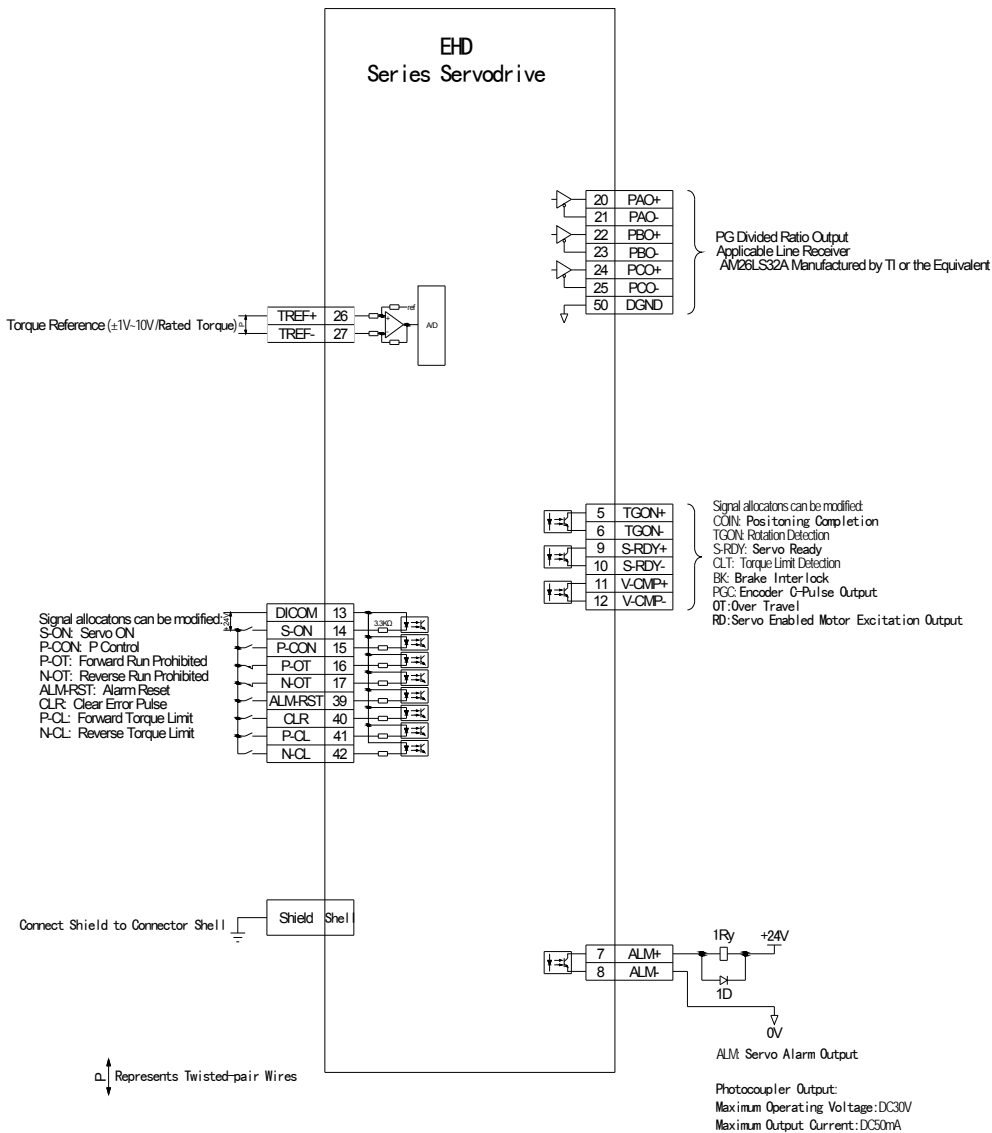 EHD
Series Servodrive
20 PAO+
21 PAO-
22 PBO+
23 PBO-
24 PCO+
25 PCO-
50 DGND
PG Divided Ratio Output
Applicable Line Receiver
AM26LS32A Manufactured by TI or the Equivalent
Torque Reference (±1V~10V/Rated Torque)
P
TREF+ 26
TREF- 27
ref
A/D
5 TGON+
6 TGON-
9 S-RDY+
10 S-RDY-
11 V-CMP+
12 V-CMP-
Signal allocatons can be modified:
COIN: Positoning Completion
TGON: Rotation Detection
S-RDY: Servo Ready
CLT: Torque Limit Detection
BK: Brake Interlock
PGC: Encoder C-Pulse Output
OT:Over Travel
RD:Servo Enabled Motor Excitation Output
Signal allocatons can be modified:
S-ON: Servo ON
P-CON: P Control
P-OT: Forward Run Prohibited
N-OT: Reverse Run Prohibited
ALM-RST: Alarm Reset
CLR: Clear Error Pulse
P-CL: Forward Torque Limit
N-CL: Reverse Torque Limit
+24V
DICOM 13
S-ON 14
P-CON 15
P-OT 16
N-OT 17
ALM-RST 39
CLR 40
P-CL 41
N-CL 42
3.3KΩ
Connect Shield to Connector Shell
Shield Shell
7 ALM+
8 ALM-
1Ry
+24V
1D
0V
ALM: Servo Alarm Output
P Represents Twisted-pair Wires
Photocoupler Output:
Maximum Operating Voltage:DC30V
Maximum Output Current:DC50mA